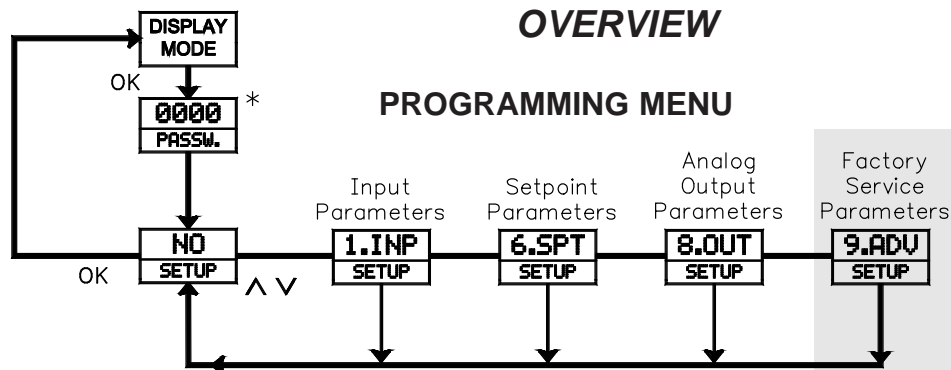 OVERVIEW
PROGRAMMING MENU
DISPLAY
MODE
OK
0000
*
PASSW.
NO
SETUP
OK
∧ ∨
Input
Parameters
1.INP
SETUP
Setpoint
Parameters
6.SPT
SETUP
Analog
Output
Parameters
8.OUT
SETUP
Factory
Service
Parameters
9.ADV
SETUP